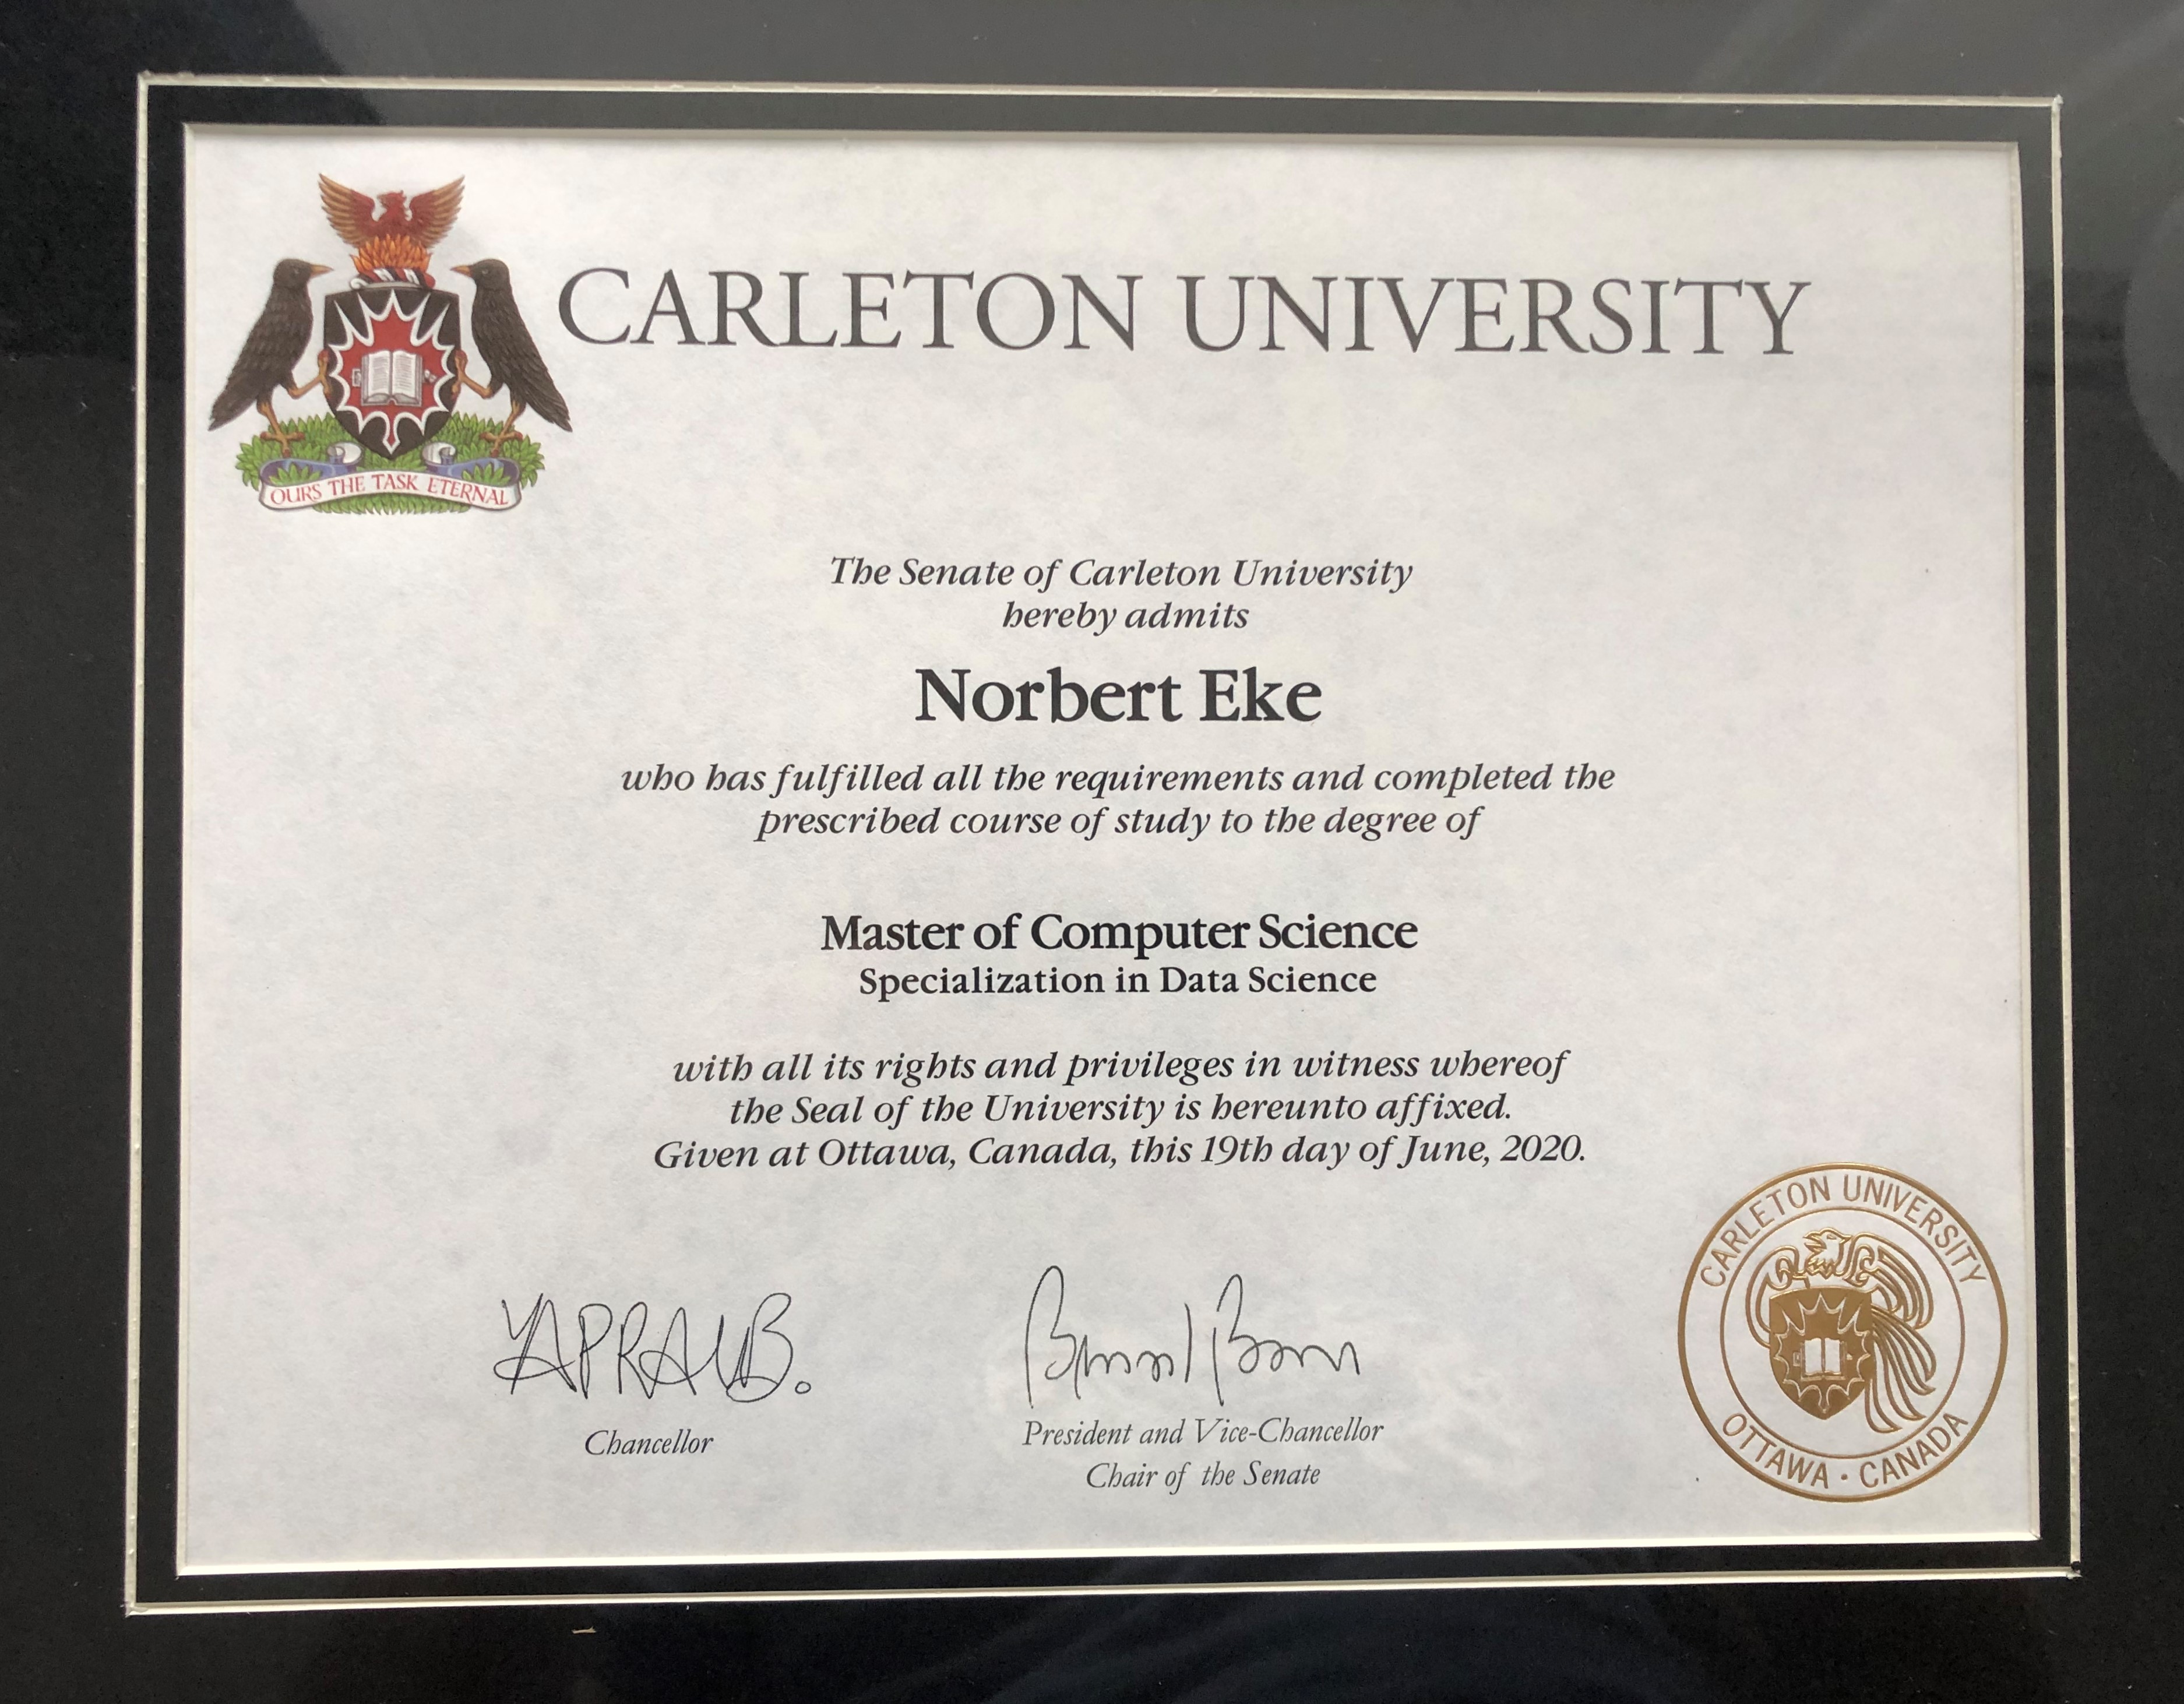 CARLETON UNIVERSITY
OURS THE TASK ETERNAL
The Senate of Carleton University
hereby admits
Norbert Eke
who has fulfilled all the requirements and completed the
prescribed course of study to the degree of
Master of Computer Science
Specialization in Data Science
with all its rights and privileges in witness whereof
the Seal of the University is hereunto affixed.
Given at Ottawa, Canada, this 19th day of June, 2020.
Chancellor
President and Vice-Chancellor
Chair of the Senate
CARLETON UNIVERSITY
OTTAWA · CANADA